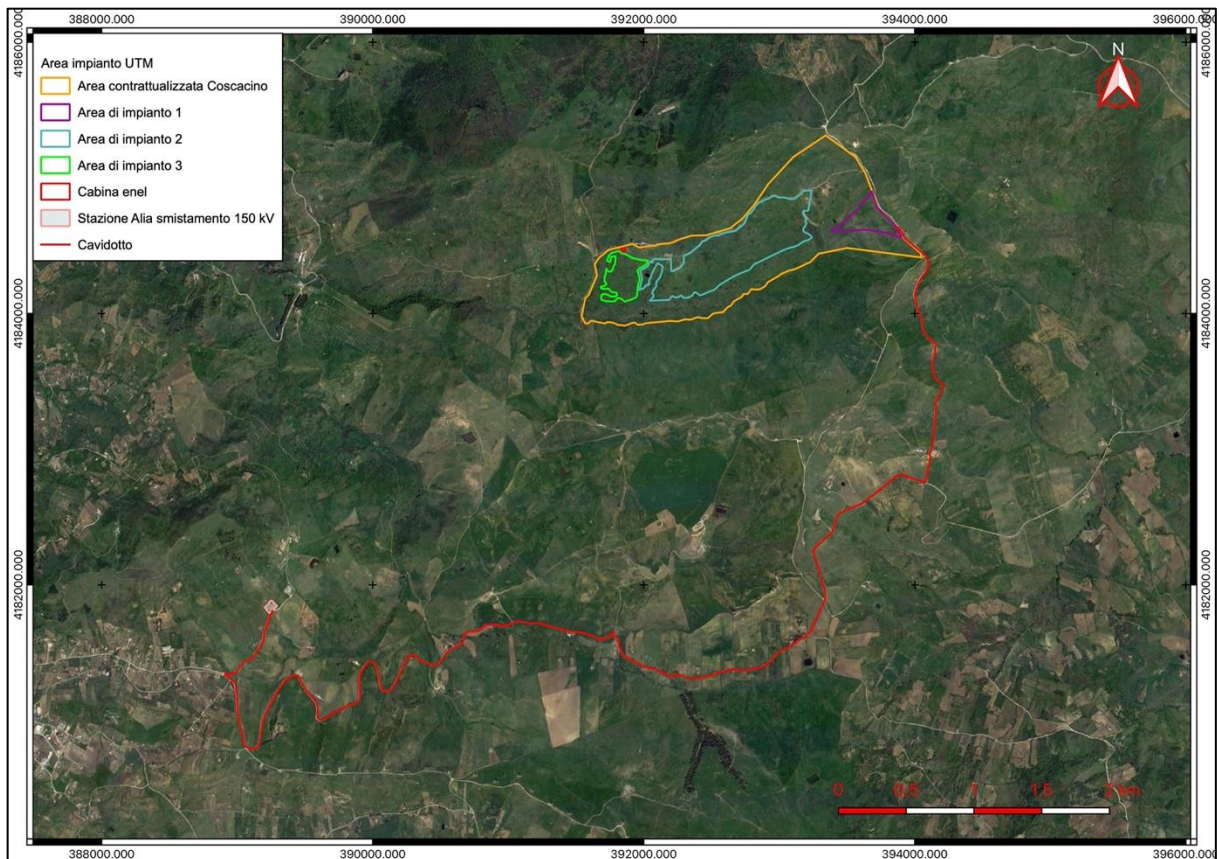 388000.000 390000.000 392000.000 394000.000 396000.000
4186000.000 4186000.000
N
Area impianto UTM
Area contrattualizzata Coscacino
Area di impianto 1
Area di impianto 2
Area di impianto 3
Cabina enel
Stazione Alia smistamento 150 kV
Cavidotto
4184000.000 4184000.000
4182000.000 4182000.000
0 0.5 1 1.5 2 km
388000.000 390000.000 392000.000 394000.000 396000.000